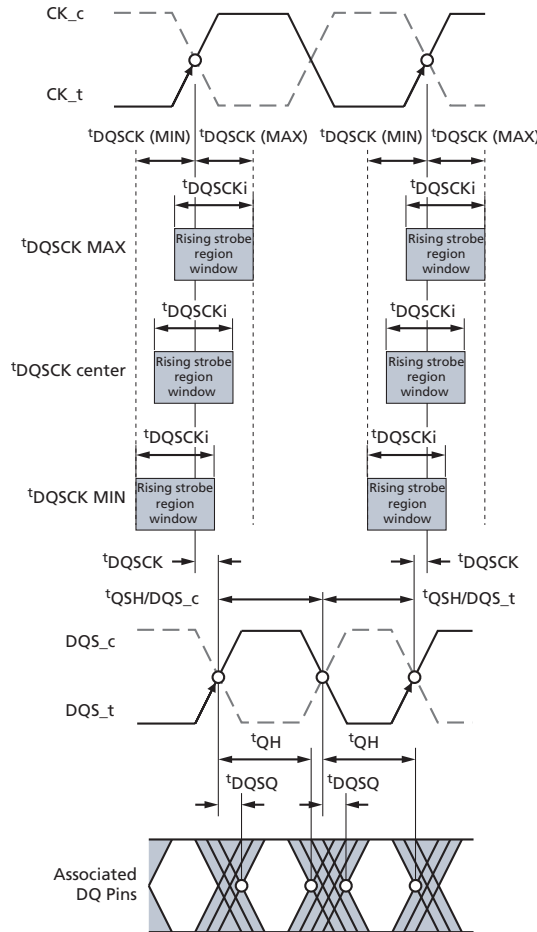 CK_c
CK_t
tDQSCK (MIN) tDQSCK (MAX) tDQSCK (MIN) tDQSCK (MAX)
tDQSCKi tDQSCKi
tDQSCK MAX
Rising strobe
region
window
Rising strobe
region
window
tDQSCKi tDQSCKi
tDQSCK center
Rising strobe
region
window
Rising strobe
region
window
tDQSCKi tDQSCKi
tDQSCK MIN
Rising strobe
region
window
Rising strobe
region
window
tDQSCK tDQSCK
tQSH/DQS_c tQSH/DQS_t
DQS_c
DQS_t
tQH tQH
tDQSQ tDQSQ
Associated
DQ Pins